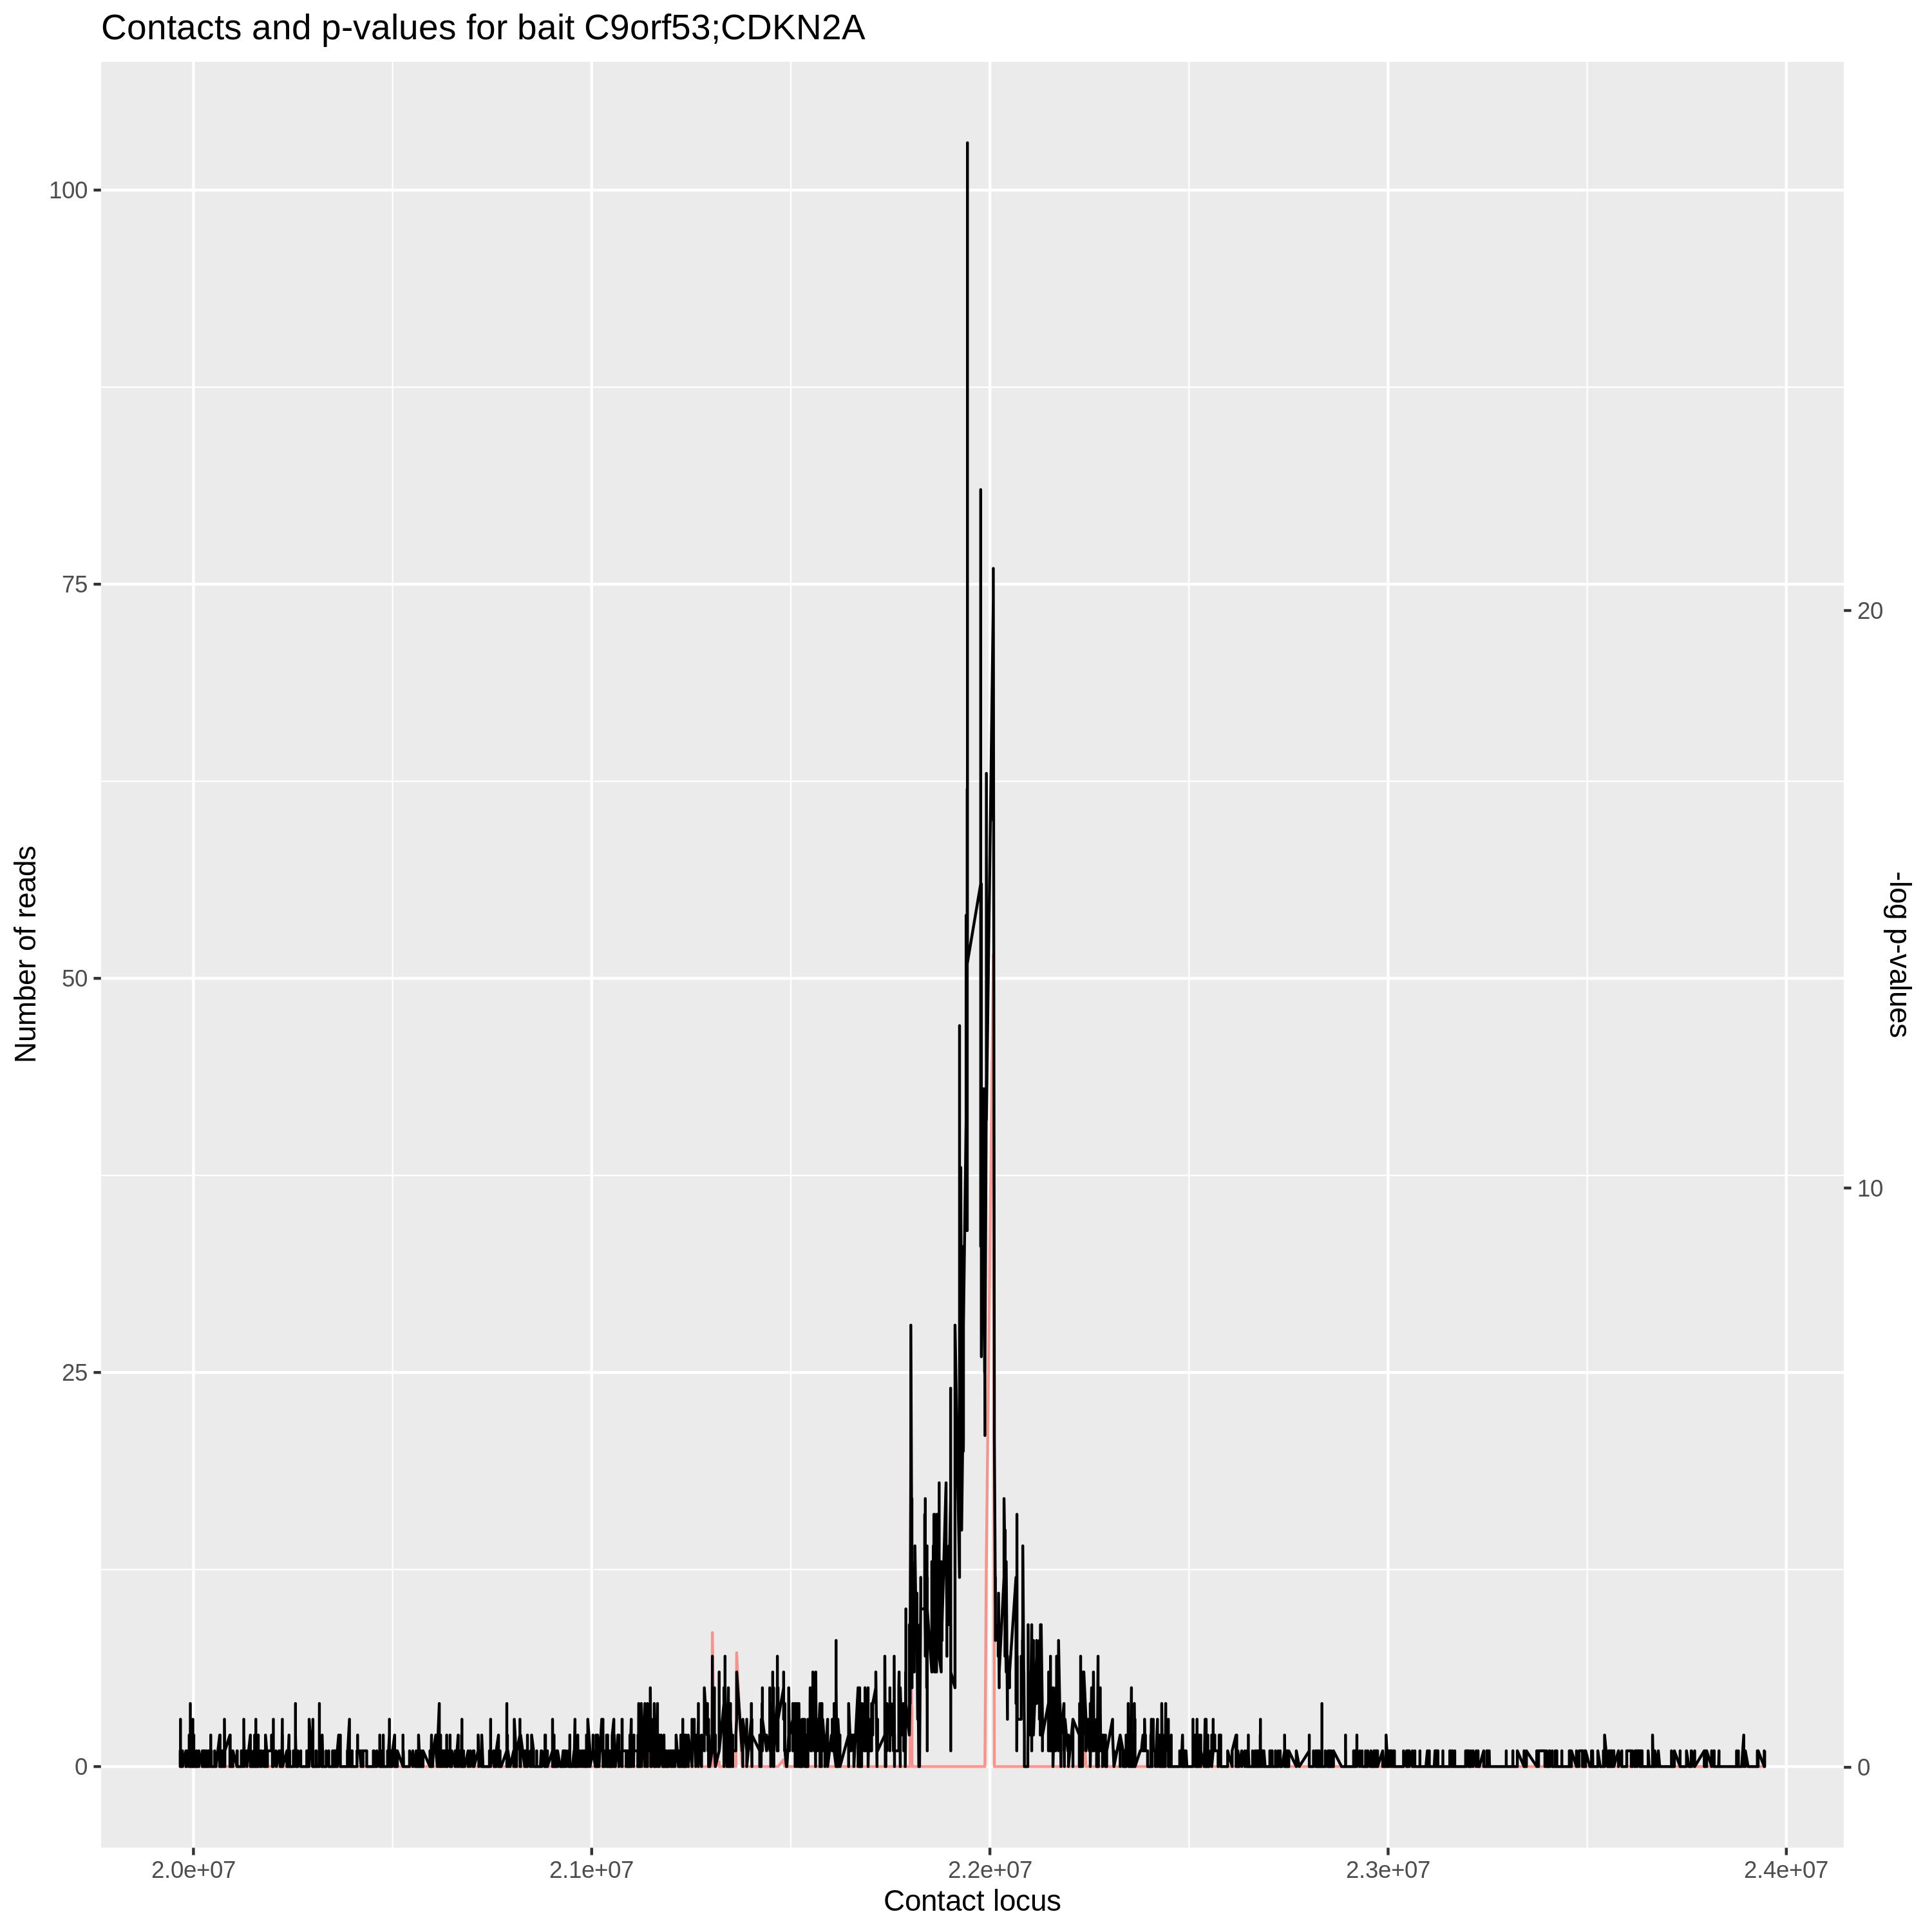 Contacts and p-values for bait C9orf53;CDKN2A
100
75
50
25
0
Number of reads
20
10
0
-log p-values
2.0e+07
2.1e+07
2.2e+07
2.3e+07
2.4e+07
Contact locus